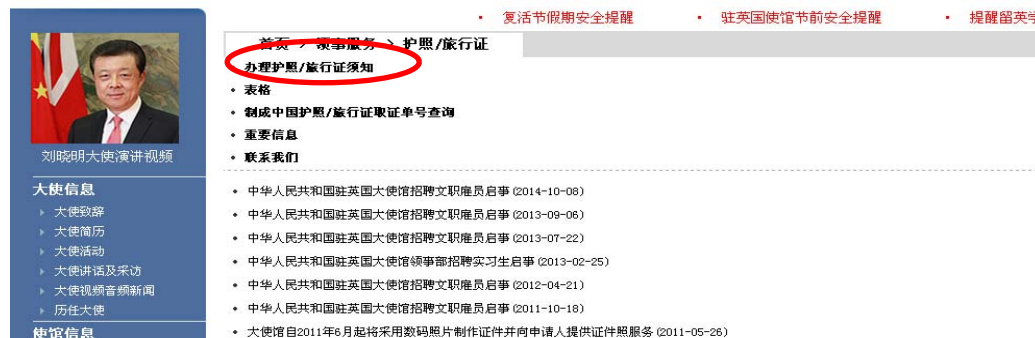 • 复活节假期安全提醒 • 驻英国使馆节前安全提醒 • 提醒留英学
首页 > 领事服务 > 护照/旅行证
• 办理护照/旅行证须知
• 表格
• 制成中国护照/旅行证取证单号查询
• 重要信息
• 联系我们
刘晓明大使演讲视频
大使信息
大使致辞
大使简历
大使活动
大使讲话及采访
大使视频音频新闻
历任大使
使馆信息
• 中华人民共和国驻英国大使馆招聘文职雇员启事 (2014-10-08)
• 中华人民共和国驻英国大使馆招聘文职雇员启事 (2013-09-06)
• 中华人民共和国驻英国大使馆招聘文职雇员启事 (2013-07-22)
• 中华人民共和国驻英国大使馆领事部招聘实习生启事 (2013-02-25)
• 中华人民共和国驻英国大使馆招聘文职雇员启事 (2012-04-21)
• 中华人民共和国驻英国大使馆招聘文职雇员启事 (2011-10-18)
• 大使馆自2011年6月起将采用数码照片制作证件并向申请人提供证件照服务 (2011-05-26)